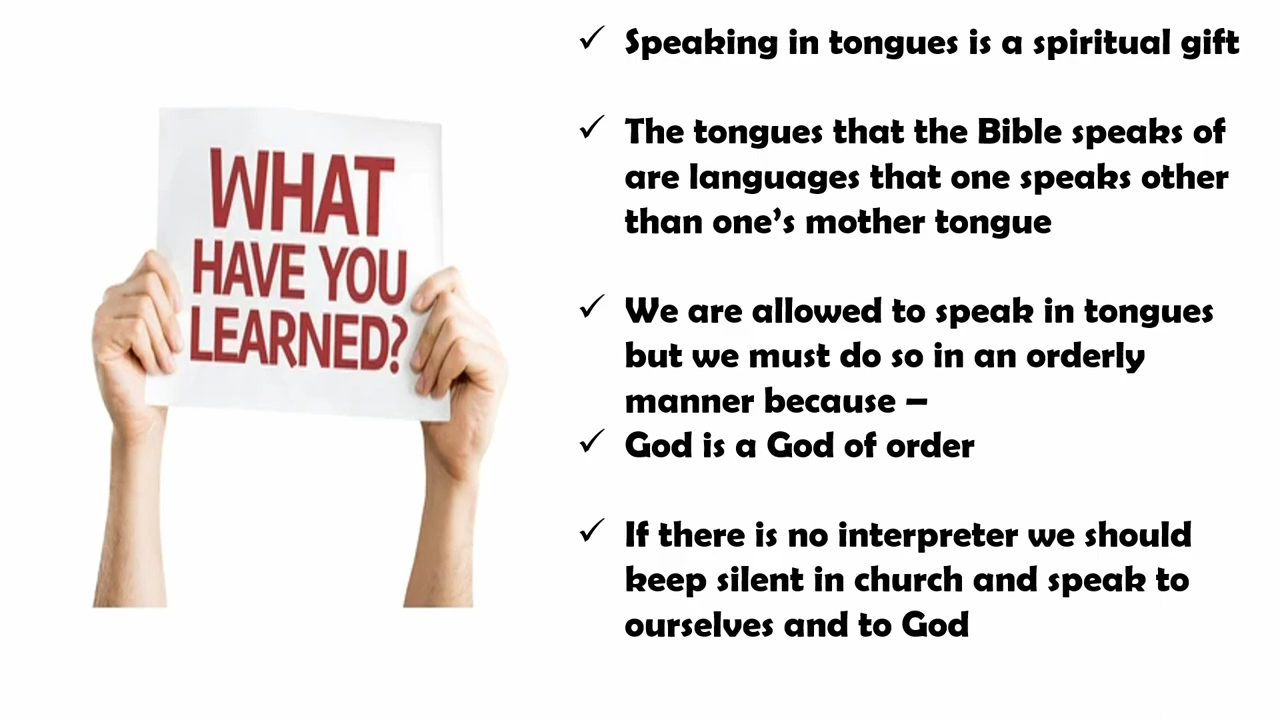 WHAT
HAVE YOU
LEARNED?
✓ Speaking in tongues is a spiritual gift
✓ The tongues that the Bible speaks of
are languages that one speaks other
than one’s mother tongue
✓ We are allowed to speak in tongues
but we must do so in an orderly
manner because –
✓ God is a God of order
✓ If there is no interpreter we should
keep silent in church and speak to
ourselves and to God